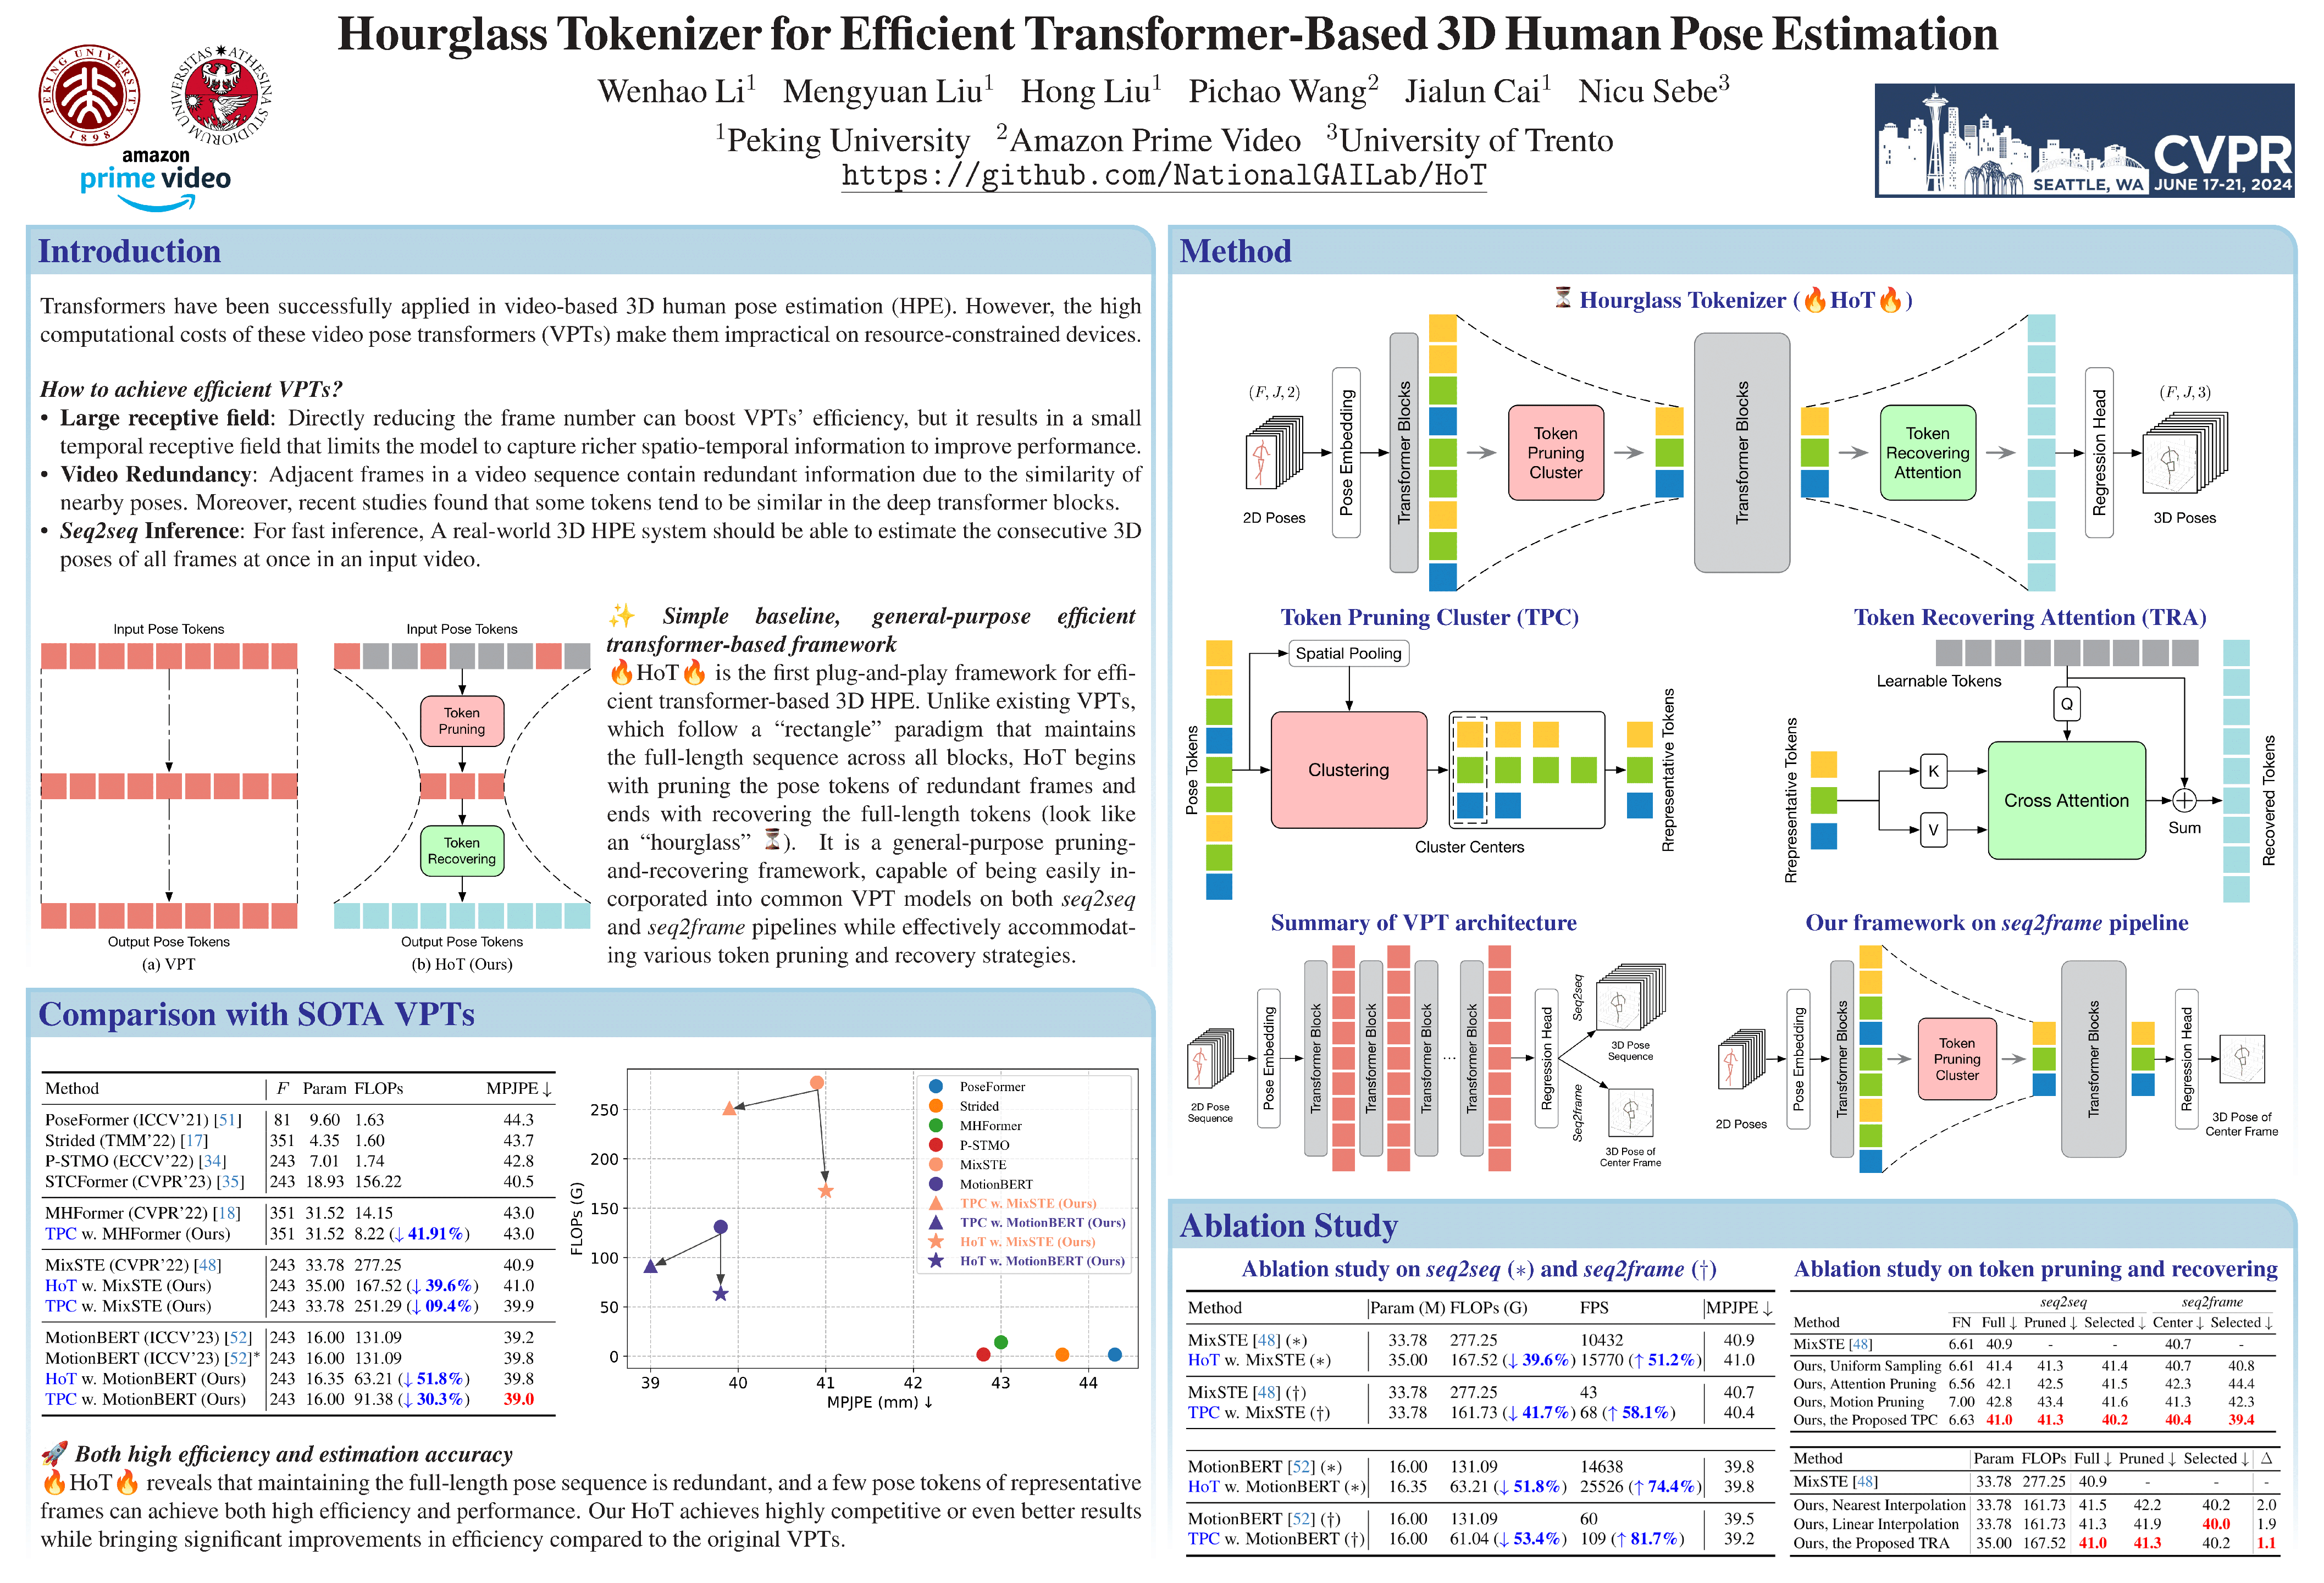 Hourglass Tokenizer for Efficient Transformer-Based 3D Human Pose Estimation
Wenhao Li1 Mengyuan Liu1 Hong Liu1 Pichao Wang2 Jialun Cai1 Nicu Sebe3
1Peking University 2Amazon Prime Video 3University of Trento
https://github.com/NationalGAILab/HoT
PEKING UNIVERSITY
1898
UNIVERSITAS ATHESINA STUDIORUM
amazon
prime video
CVPR
SEATTLE, WA JUNE 17-21, 2024
Introduction
Transformers have been successfully applied in video-based 3D human pose estimation (HPE). However, the high
computational costs of these video pose transformers (VPTs) make them impractical on resource-constrained devices.
How to achieve efficient VPTs?
• Large receptive field: Directly reducing the frame number can boost VPTs' efficiency, but it results in a small
temporal receptive field that limits the model to capture richer spatio-temporal information to improve performance.
• Video Redundancy: Adjacent frames in a video sequence contain redundant information due to the similarity of
nearby poses. Moreover, recent studies found that some tokens tend to be similar in the deep transformer blocks.
• Seq2seq Inference: For fast inference, A real-world 3D HPE system should be able to estimate the consecutive 3D
poses of all frames at once in an input video.
Input Pose Tokens
Output Pose Tokens
(a) VPT
Input Pose Tokens
Token
Pruning
Token
Recovering
Output Pose Tokens
(b) HoT (Ours)
✨ Simple baseline, general-purpose efficient
transformer-based framework
🔥HoT🔥 is the first plug-and-play framework for effi-
cient transformer-based 3D HPE. Unlike existing VPTs,
which follow a “rectangle” paradigm that maintains
the full-length sequence across all blocks, HoT begins
with pruning the pose tokens of redundant frames and
ends with recovering the full-length tokens (look like
an “hourglass” ⏳). It is a general-purpose pruning-
and-recovering framework, capable of being easily in-
corporated into common VPT models on both seq2seq
and seq2frame pipelines while effectively accommodat-
ing various token pruning and recovery strategies.
Comparison with SOTA VPTs
Method F Param FLOPs MPJPE ↓
PoseFormer (ICCV'21) [51] 81 9.60 1.63 44.3
Strided (TMM'22) [17] 351 4.35 1.60 43.7
P-STMO (ECCV'22) [34] 243 7.01 1.74 42.8
STCFormer (CVPR'23) [35] 243 18.93 156.22 40.5
MHFormer (CVPR'22) [18] 351 31.52 14.15 43.0
TPC w. MHFormer (Ours) 351 31.52 8.22 (↓ 41.91%) 43.0
MixSTE (CVPR'22) [48] 243 33.78 277.25 40.9
HoT w. MixSTE (Ours) 243 35.00 167.52 (↓ 39.6%) 41.0
TPC w. MixSTE (Ours) 243 33.78 251.29 (↓ 09.4%) 39.9
MotionBERT (ICCV'23) [52] 243 16.00 131.09 39.2
MotionBERT (ICCV'23) [52]* 243 16.00 131.09 39.8
HoT w. MotionBERT (Ours) 243 16.35 63.21 (↓ 51.8%) 39.8
TPC w. MotionBERT (Ours) 243 16.00 91.38 (↓ 30.3%) 39.0
FLOPs (G)
250
200
150
100
50
0
39 40 41 42 43 44
MPJPE (mm) ↓
PoseFormer
Strided
MHFormer
P-STMO
MixSTE
MotionBERT
TPC w. MixSTE (Ours)
TPC w. MotionBERT (Ours)
HoT w. MixSTE (Ours)
HoT w. MotionBERT (Ours)
🚀 Both high efficiency and estimation accuracy
🔥HoT🔥 reveals that maintaining the full-length pose sequence is redundant, and a few pose tokens of representative
frames can achieve both high efficiency and performance. Our HoT achieves highly competitive or even better results
while bringing significant improvements in efficiency compared to the original VPTs.
Method
⏳ Hourglass Tokenizer (🔥HoT🔥)
(F, J, 2)
2D Poses
Pose Embedding
Transformer Blocks
Token
Pruning
Cluster
Transformer Blocks
Token
Recovering
Attention
Regression Head
(F, J, 3)
3D Poses
Token Pruning Cluster (TPC)
Pose Tokens
Spatial Pooling
Clustering
Cluster Centers
Rrepresentative Tokens
Token Recovering Attention (TRA)
Learnable Tokens
Rrepresentative Tokens
Q
K
V
Cross Attention
Sum
Recovered Tokens
Summary of VPT architecture
2D Pose
Sequence
Pose Embedding
Transformer Block
Transformer Block
Transformer Block
...
Transformer Block
Regression Head
Seq2seq
3D Pose
Sequence
Seq2frame
3D Pose of
Center Frame
Our framework on seq2frame pipeline
2D Poses
Pose Embedding
Transformer Blocks
Token
Pruning
Cluster
Transformer Blocks
Regression Head
3D Pose of
Center Frame
Ablation Study
Ablation study on seq2seq (∗) and seq2frame (†)
Method Param (M) FLOPs (G) FPS MPJPE ↓
MixSTE [48] (∗) 33.78 277.25 10432 40.9
HoT w. MixSTE (∗) 35.00 167.52 (↓ 39.6%) 15770 (↑ 51.2%) 41.0
MixSTE [48] (†) 33.78 277.25 43 40.7
TPC w. MixSTE (†) 33.78 161.73 (↓ 41.7%) 68 (↑ 58.1%) 40.4
MotionBERT [52] (∗) 16.00 131.09 14638 39.8
HoT w. MotionBERT (∗) 16.35 63.21 (↓ 51.8%) 25526 (↑ 74.4%) 39.8
MotionBERT [52] (†) 16.00 131.09 60 39.5
TPC w. MotionBERT (†) 16.00 61.04 (↓ 53.4%) 109 (↑ 81.7%) 39.2
Ablation study on token pruning and recovering
seq2seq seq2frame
Method FN Full ↓ Pruned ↓ Selected ↓ Center ↓ Selected ↓
MixSTE [48] 6.61 40.9 - - 40.7 -
Ours, Uniform Sampling 6.61 41.4 41.3 41.4 40.7 40.8
Ours, Attention Pruning 6.56 42.1 42.5 41.5 42.3 44.4
Ours, Motion Pruning 7.00 42.8 43.4 41.6 41.3 42.3
Ours, the Proposed TPC 6.63 41.0 41.3 40.2 40.4 39.4
Method Param FLOPs Full ↓ Pruned ↓ Selected ↓ Δ
MixSTE [48] 33.78 277.25 40.9 - - -
Ours, Nearest Interpolation 33.78 161.73 41.5 42.2 40.2 2.0
Ours, Linear Interpolation 33.78 161.73 41.3 41.9 40.0 1.9
Ours, the Proposed TRA 35.00 167.52 41.0 41.3 40.2 1.1